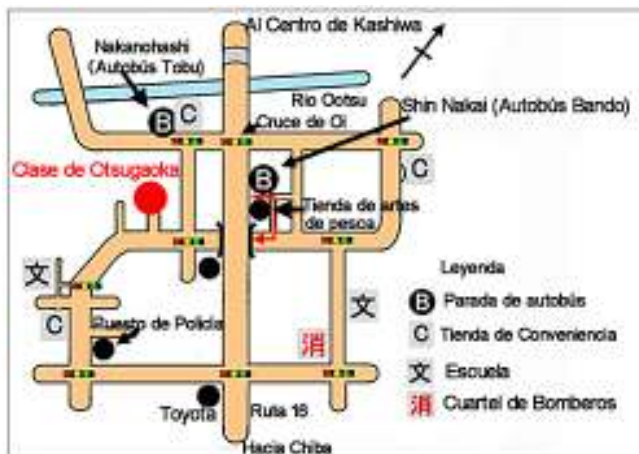 Al Centro de Kashiwa
Nakanohashi
(Autobús Tobu)
B
C
Rio Ootsu
Cruce de Oi
Shin Nakai (Autobús Bando)
Clase de Otsugaoka
B
C
Tienda de artes
de pesca
文
C
Puesto de Policía
文
消
Toyota
Ruta 16
Hacia Chiba
Leyenda
B Parada de autobús
C Tienda de Conveniencia
文 Escuela
消 Cuartel de Bomberos